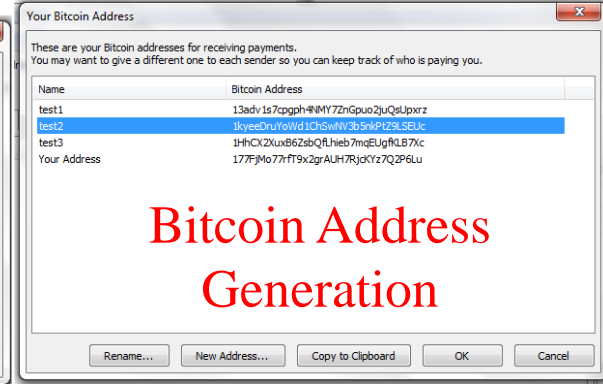 Your Bitcoin Address
These are your Bitcoin addresses for receiving payments.
You may want to give a different one to each sender so you can keep track of who is paying you.
Name Bitcoin Address
test1 13adv1s7cpgph4NMY7ZnGpuo2juQsUpxrz
test2 1kyeeDruYoWd1ChSwNV3b5nkPtZ9LSEUc
test3 1HhCX2XuxB6ZsbQfLhieb7mqEUgfKLB7Xc
Your Address 177FjMo77rfT9x2grAUH7RjcKYz7Q2P6Lu
Bitcoin Address
Generation
Rename... New Address... Copy to Clipboard OK Cancel